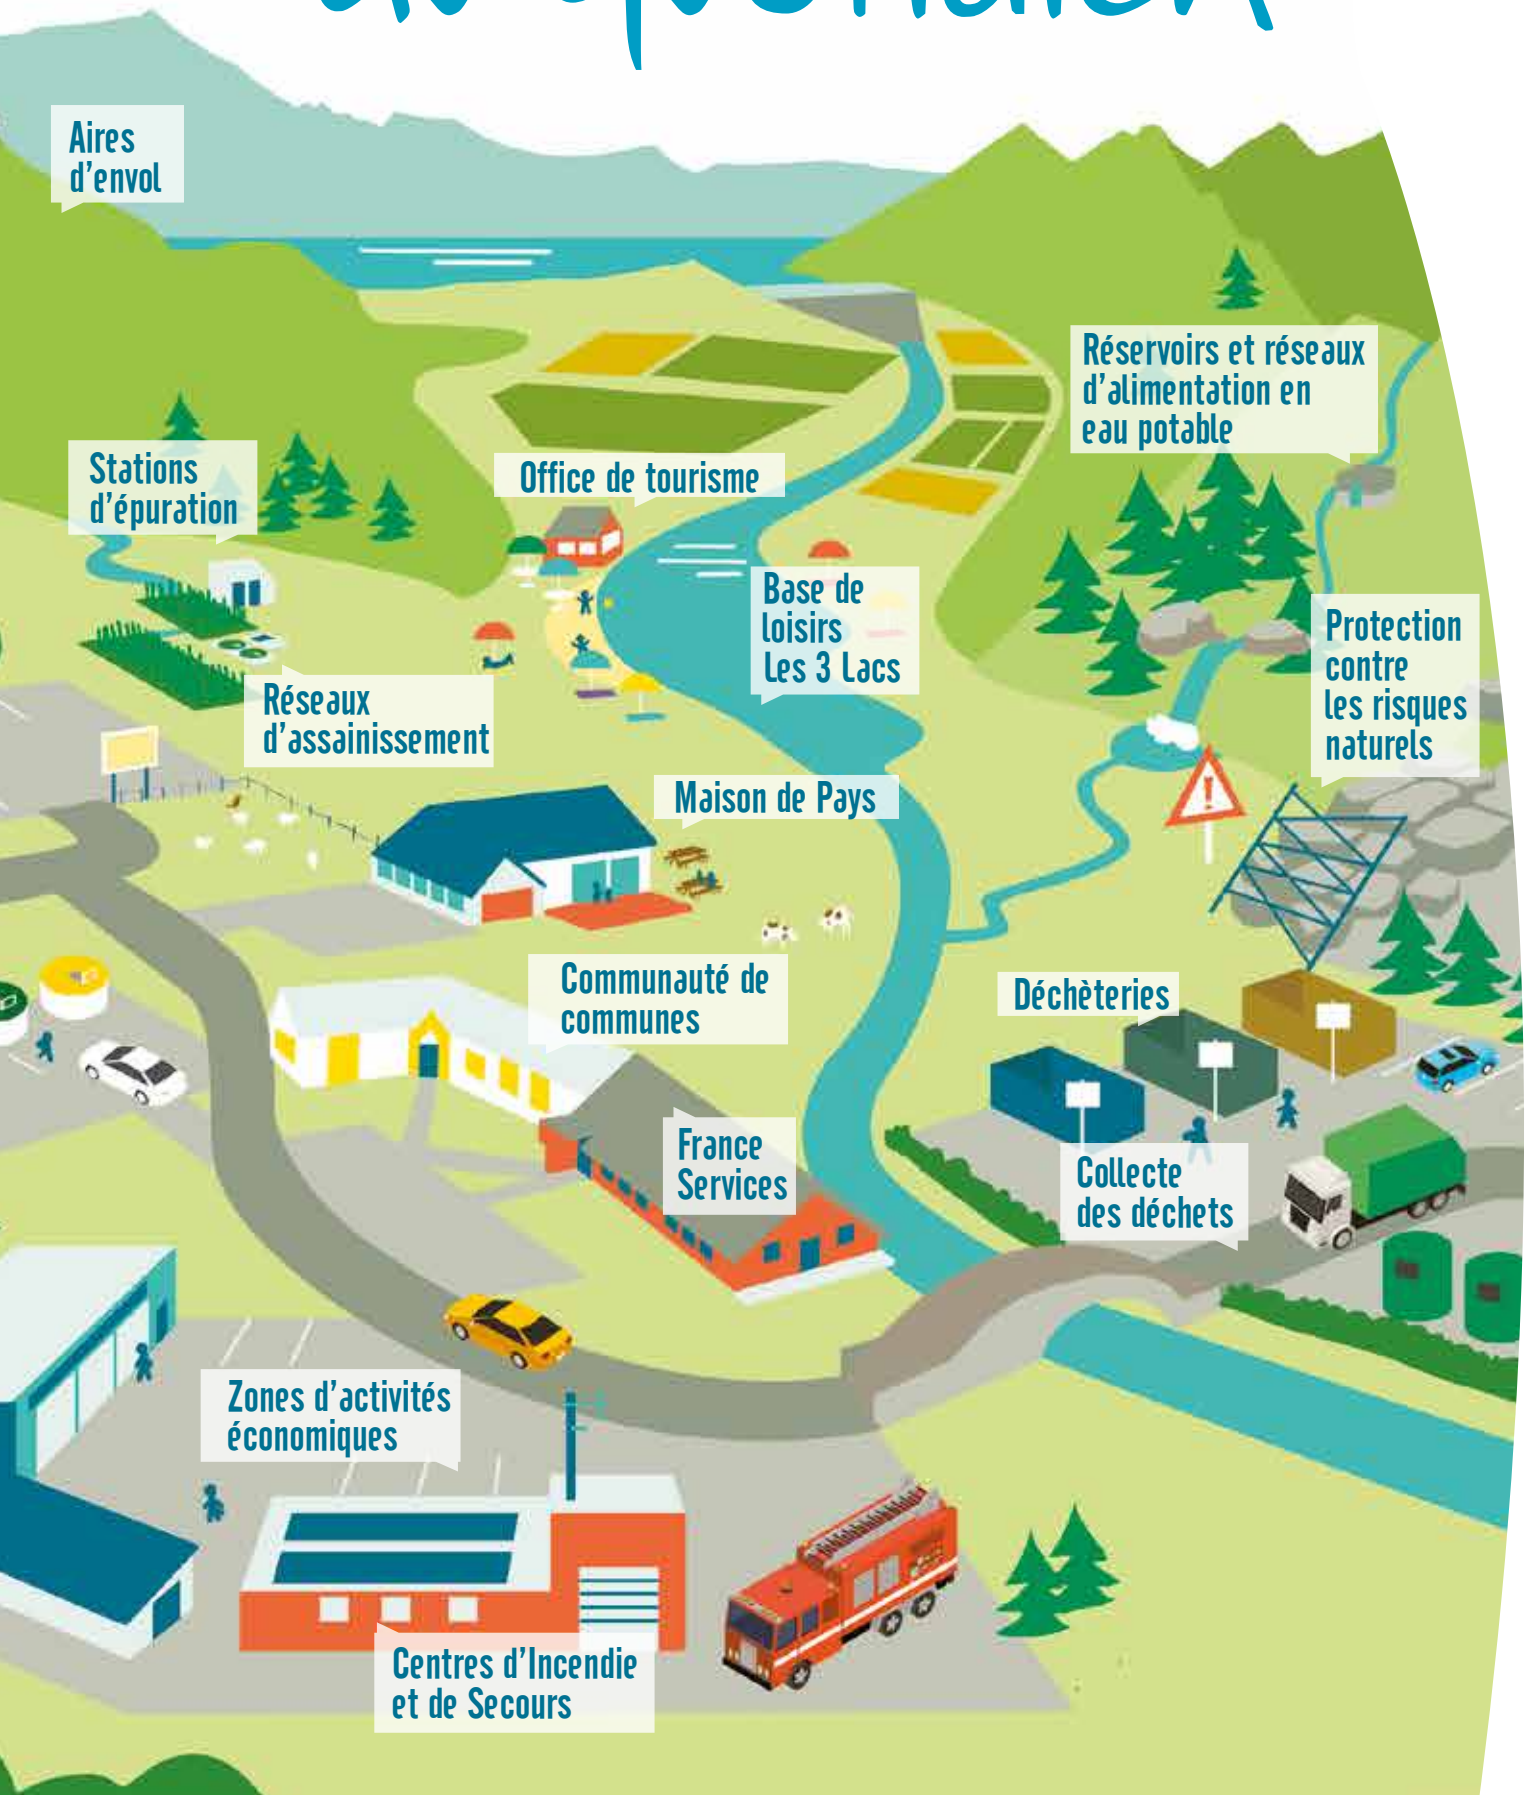 au quotidien
Aires
d'envol
Réservoirs et réseaux
d'alimentation en
eau potable
Stations
d'épuration
Office de tourisme
Base de
loisirs
Les 3 Lacs
Protection
contre
les risques
naturels
Réseaux
d'assainissement
Maison de Pays
Communauté de
communes
Déchèteries
France
Services
Collecte
des déchets
Zones d'activités
économiques
Centres d'Incendie
et de Secours